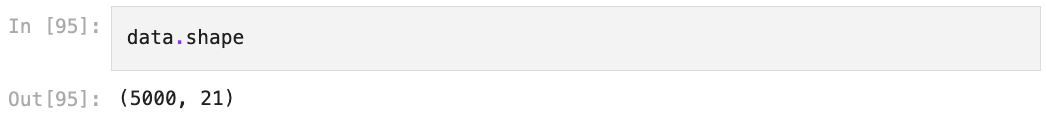 In [95]: data.shape
Out[95]: (5000, 21)